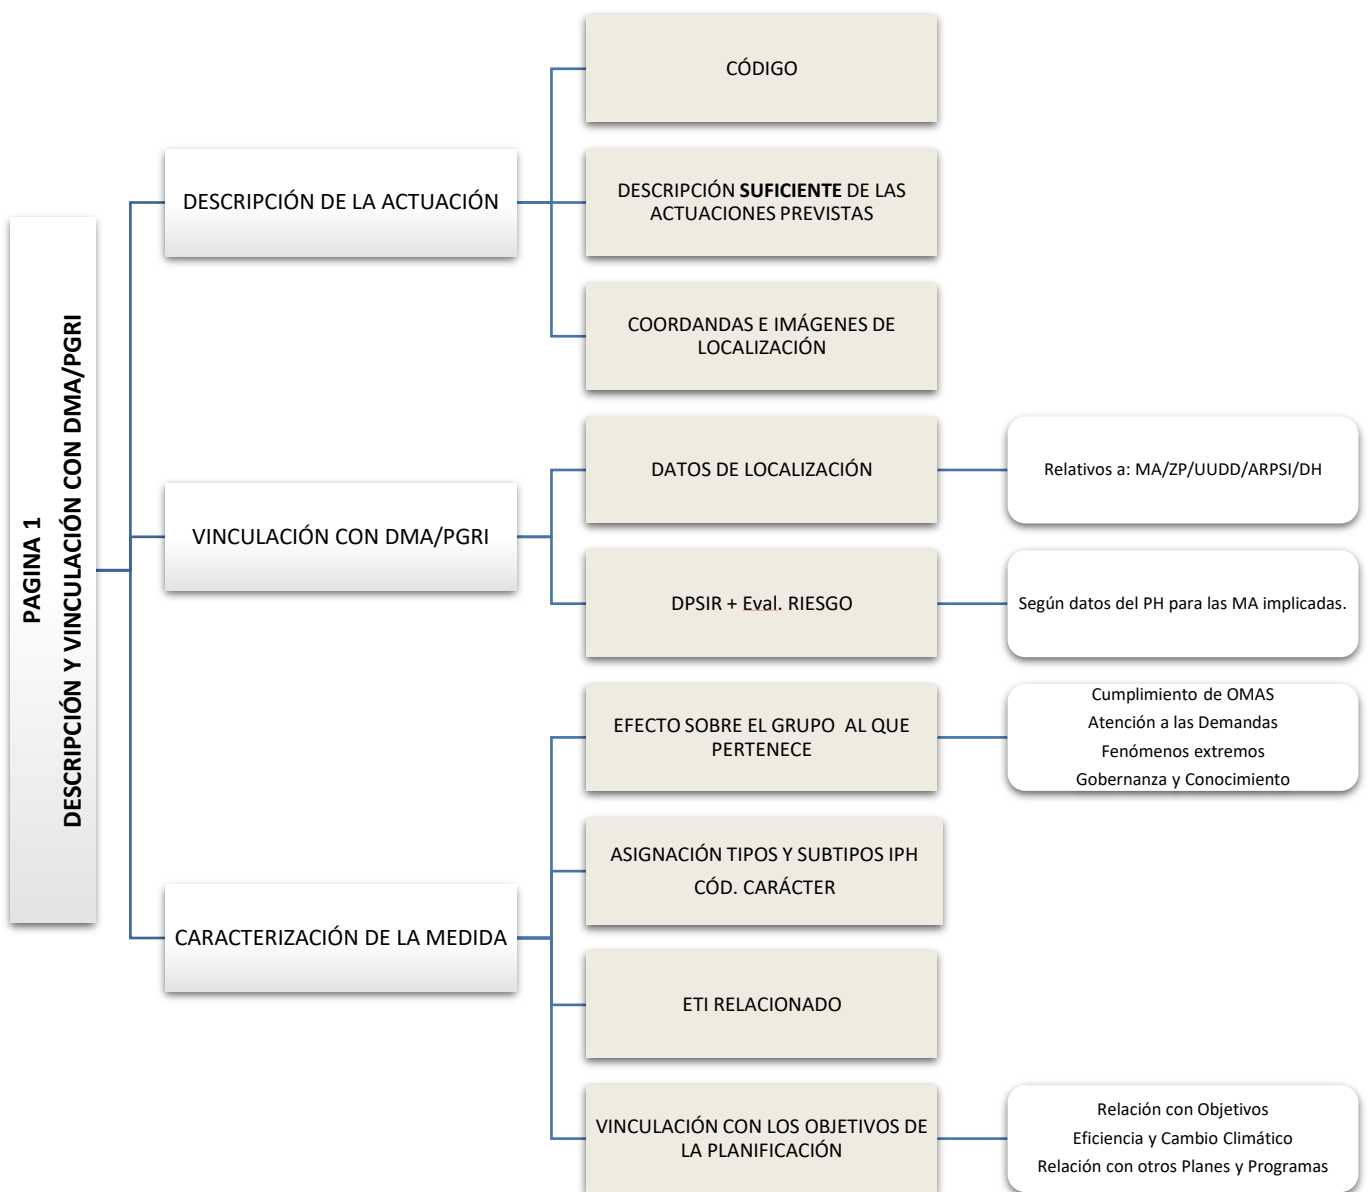 PAGINA 1
DESCRIPCIÓN Y VINCULACIÓN CON DMA/PGRI
DESCRIPCIÓN DE LA ACTUACIÓN
CÓDIGO
DESCRIPCIÓN SUFICIENTE DE LAS
ACTUACIONES PREVISTAS
COORDANDAS E IMÁGENES DE
LOCALIZACIÓN
VINCULACIÓN CON DMA/PGRI
DATOS DE LOCALIZACIÓN
Relativos a: MA/ZP/UUDD/ARPSI/DH
DPSIR + Eval. RIESGO
Según datos del PH para las MA implicadas.
CARACTERIZACIÓN DE LA MEDIDA
EFECTO SOBRE EL GRUPO AL QUE
PERTENECE
Cumplimiento de OMAS
Atención a las Demandas
Fenómenos extremos
Gobernanza y Conocimiento
ASIGNACIÓN TIPOS Y SUBTIPOS IPH
CÓD. CARÁCTER
ETI RELACIONADO
VINCULACIÓN CON LOS OBJETIVOS DE
LA PLANIFICACIÓN
Relación con Objetivos
Eficiencia y Cambio Climático
Relación con otros Planes y Programas